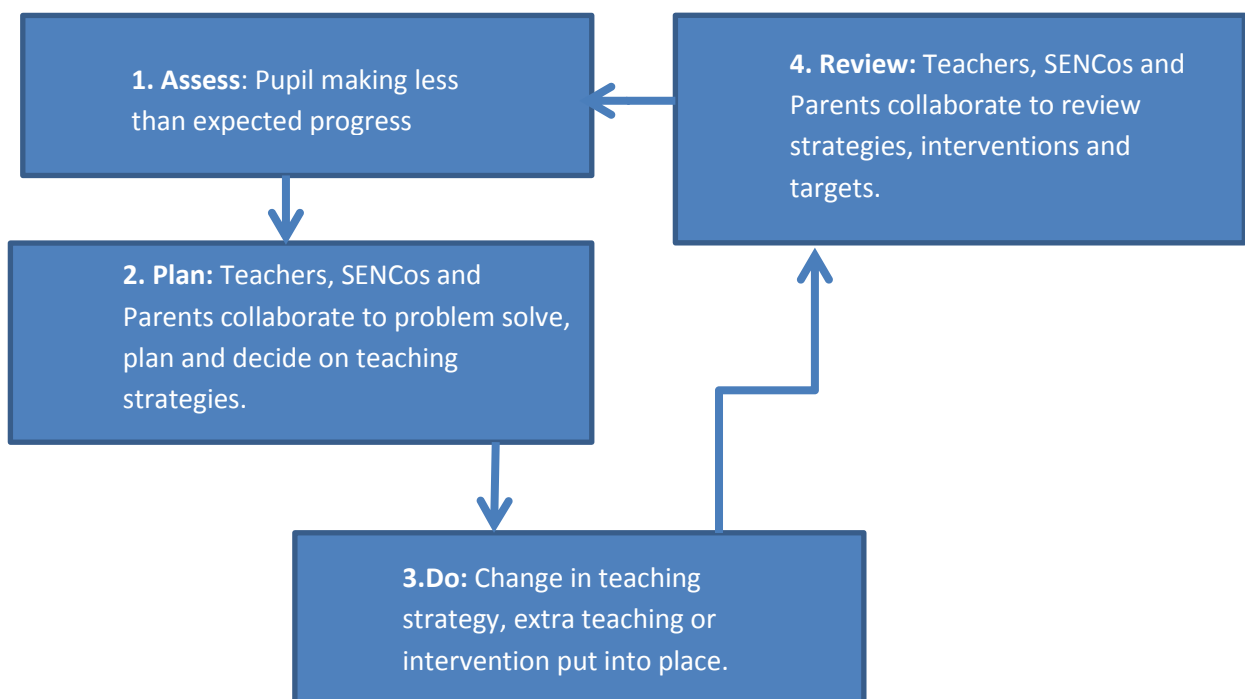 1. Assess: Pupil making less
than expected progress
2. Plan: Teachers, SENCos and
Parents collaborate to problem solve,
plan and decide on teaching
strategies.
3.Do: Change in teaching
strategy, extra teaching or
intervention put into place.
4. Review: Teachers, SENCos and
Parents collaborate to review
strategies, interventions and
targets.